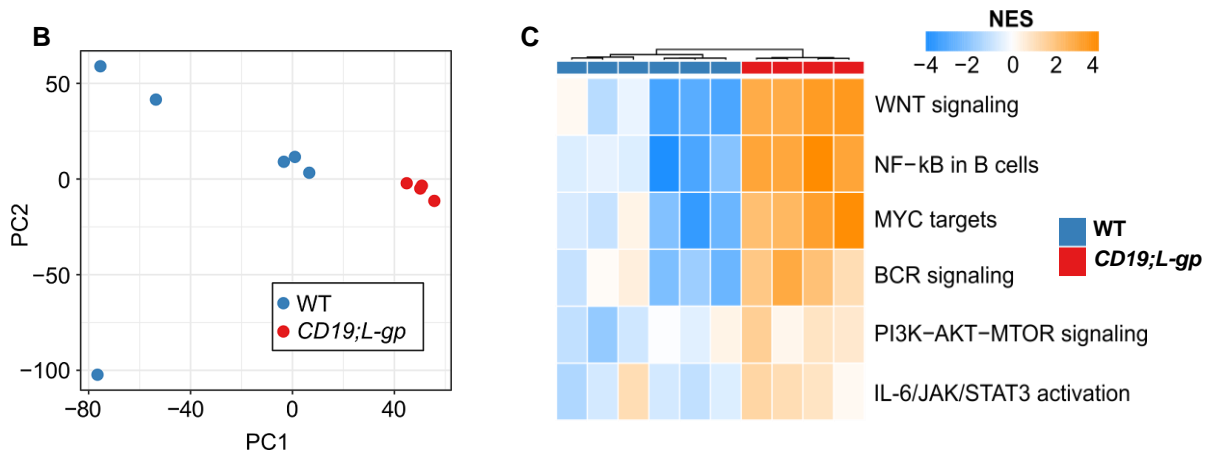 B
50
0
−50
−100
−80
−40
0
40
PC2
PC1
WT
CD19;L-gp
C
NES
−4
−2
0
2
4
WNT signaling
NF−kB in B cells
MYC targets
BCR signaling
PI3K−AKT−MTOR signaling
IL-6/JAK/STAT3 activation
WT
CD19;L-gp